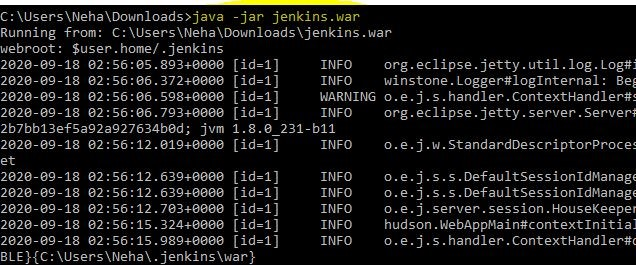 C:\Users\Neha\Downloads>java -jar jenkins.war
Running from: C:\Users\Neha\Downloads\jenkins.war
webroot: $user.home/.jenkins
2020-09-18 02:56:05.893+0000 [id=1] INFO org.eclipse.jetty.util.log.Log#i
2020-09-18 02:56:06.372+0000 [id=1] INFO winstone.Logger#logInternal: Beg
2020-09-18 02:56:06.598+0000 [id=1] WARNING o.e.j.s.handler.ContextHandler#s
2020-09-18 02:56:06.793+0000 [id=1] INFO org.eclipse.jetty.server.Server#
2b7bb13ef5a92a927634b0d; jvm 1.8.0_231-b11
2020-09-18 02:56:12.019+0000 [id=1] INFO o.e.j.w.StandardDescriptorProces
et
2020-09-18 02:56:12.639+0000 [id=1] INFO o.e.j.s.s.DefaultSessionIdManage
2020-09-18 02:56:12.639+0000 [id=1] INFO o.e.j.s.s.DefaultSessionIdManage
2020-09-18 02:56:12.703+0000 [id=1] INFO o.e.j.server.session.HouseKeeper
2020-09-18 02:56:15.324+0000 [id=1] INFO hudson.WebAppMain#contextInitial
2020-09-18 02:56:15.989+0000 [id=1] INFO o.e.j.s.handler.ContextHandler#d
BLE}{C:\Users\Neha\.jenkins\war}